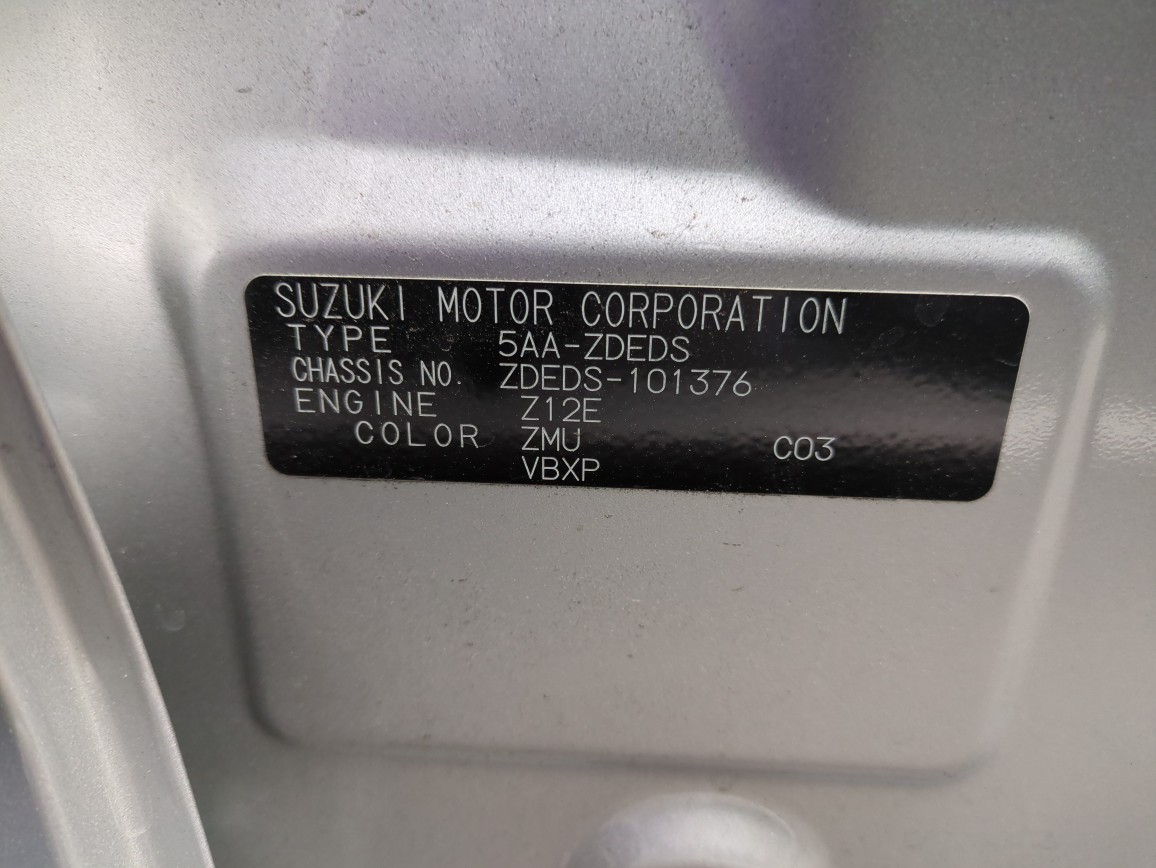 SUZUKI MOTOR CORPORATION
TYPE 5AA-ZDEDS
CHASSIS NO. ZDEDS-101376
ENGINE Z12E
COLOR ZMU C03
VBXP